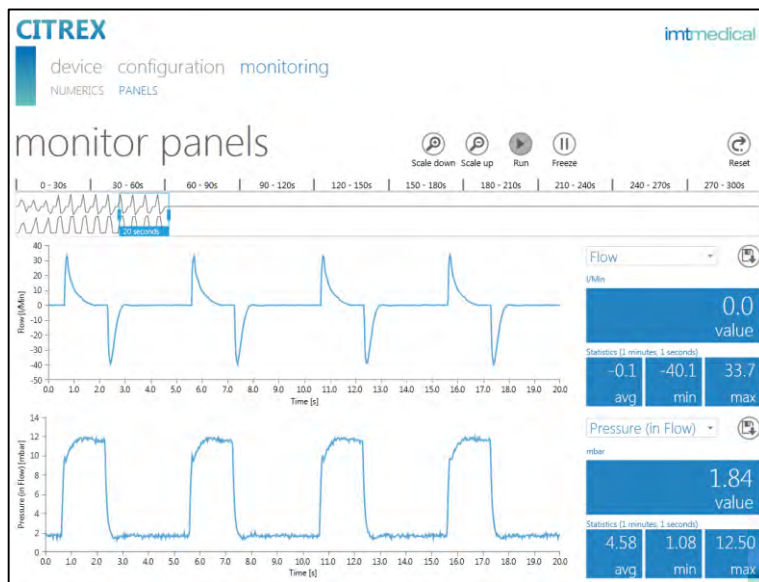 CITREX
imtmedical
device configuration monitoring
NUMERICS PANELS
monitor panels
Scale down Scale up Run Freeze Reset
0 - 30s 30 - 60s 60 - 90s 90 - 120s 120 - 150s 150 - 180s 180 - 210s 210 - 240s 240 - 270s 270 - 300s
20 seconds
Flow
l/Min
0.0
value
Statistics (1 minutes, 1 seconds)
-0.1 -40.1 33.7
avg min max
Flow [l/Min]
40
30
20
10
0
-10
-20
-30
-40
-50
0.0 1.0 2.0 3.0 4.0 5.0 6.0 7.0 8.0 9.0 10.0 11.0 12.0 13.0 14.0 15.0 16.0 17.0 18.0 19.0 20.0
Time [s]
Pressure (in Flow)
mbar
1.84
value
Statistics (1 minutes, 1 seconds)
4.58 1.08 12.50
avg min max
Pressure (in Flow) [mbar]
14
12
10
8
6
4
2
0
0.0 1.0 2.0 3.0 4.0 5.0 6.0 7.0 8.0 9.0 10.0 11.0 12.0 13.0 14.0 15.0 16.0 17.0 18.0 19.0 20.0
Time [s]